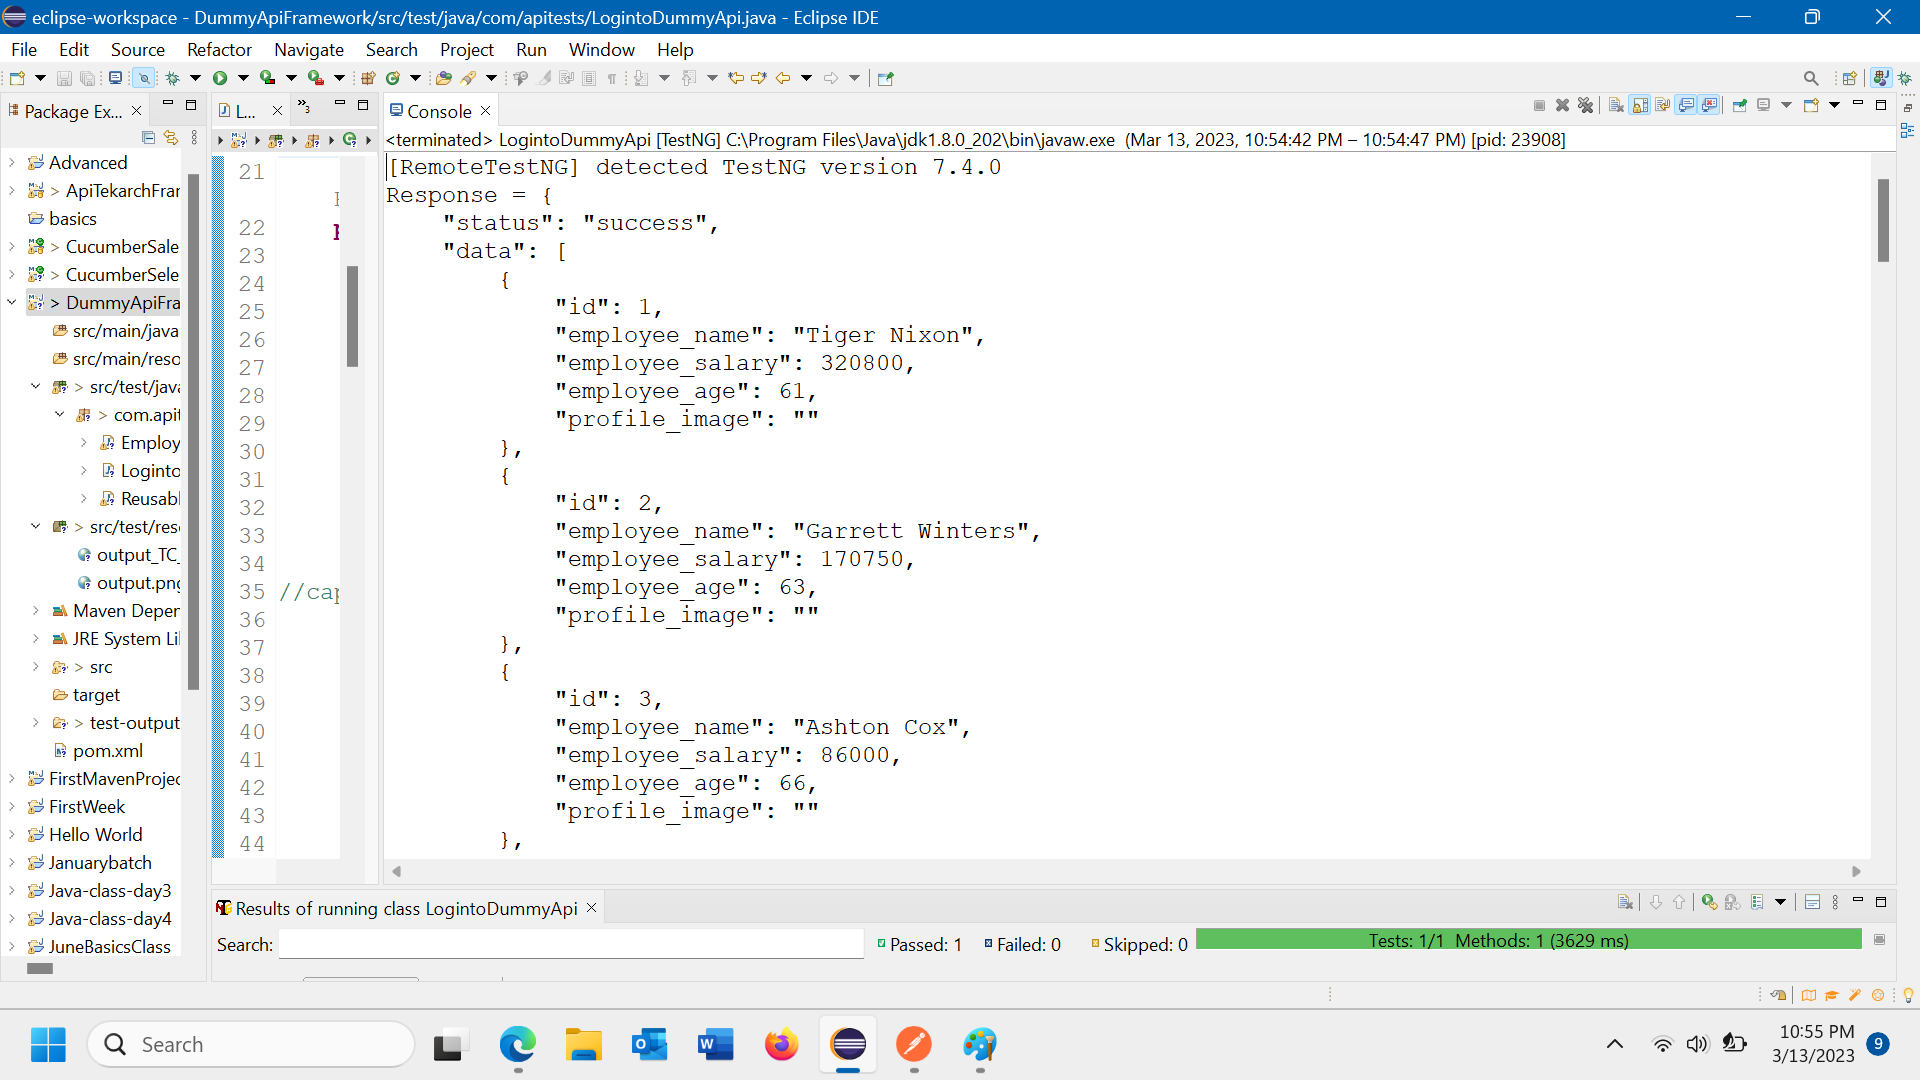 eclipse-workspace - DummyApiFramework/src/test/java/com/apitests/LogintoDummyApi.java - Eclipse IDE
File Edit Source Refactor Navigate Search Project Run Window Help
Package Ex...
L...
3
Console
<terminated> LogintoDummyApi [TestNG] C:\Program Files\Java\jdk1.8.0_202\bin\javaw.exe (Mar 13, 2023, 10:54:42 PM – 10:54:47 PM) [pid: 23908]
Advanced
> ApiTekarchFrar
basics
> CucumberSale
> CucumberSele
> DummyApiFra
src/main/java
src/main/reso
> src/test/java
> com.apit
Employ
Loginto
Reusabl
> src/test/reso
output_TC_
output.png
Maven Deper
JRE System Li
> src
target
> test-output
pom.xml
FirstMavenProjec
FirstWeek
Hello World
Januarybatch
Java-class-day3
Java-class-day4
JuneBasicsClass
21
22
23
24
25
26
27
28
29
30
31
32
33
34
35 //cap
36
37
38
39
40
41
42
43
44
[RemoteTestNG] detected TestNG version 7.4.0
Response = {
"status": "success",
"data": [
{
"id": 1,
"employee_name": "Tiger Nixon",
"employee_salary": 320800,
"employee_age": 61,
"profile_image": ""
},
{
"id": 2,
"employee_name": "Garrett Winters",
"employee_salary": 170750,
"employee_age": 63,
"profile_image": ""
},
{
"id": 3,
"employee_name": "Ashton Cox",
"employee_salary": 86000,
"employee_age": 66,
"profile_image": ""
},
Results of running class LogintoDummyApi
Search:
Passed: 1 Failed: 0 Skipped: 0
Tests: 1/1 Methods: 1 (3629 ms)
Search
10:55 PM
3/13/2023
9